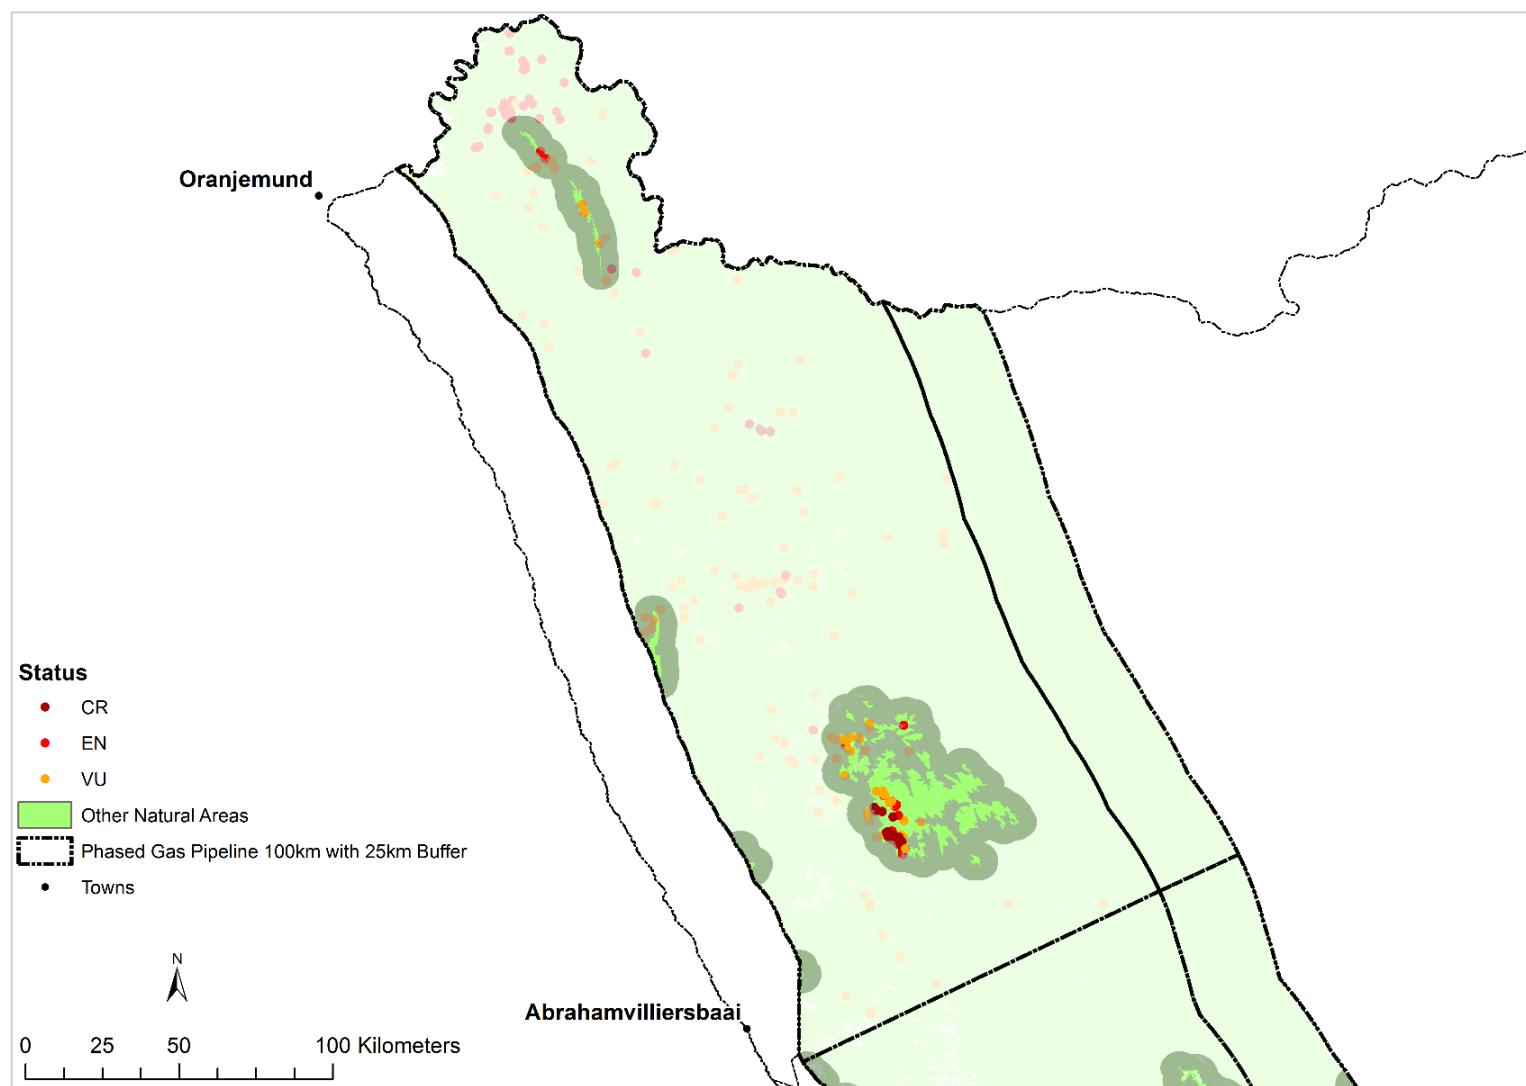 Oranjemund
Status
CR
EN
VU
Other Natural Areas
Phased Gas Pipeline 100km with 25km Buffer
Towns
N
Abrahamvilliersbaai
0 25 50 100 Kilometers